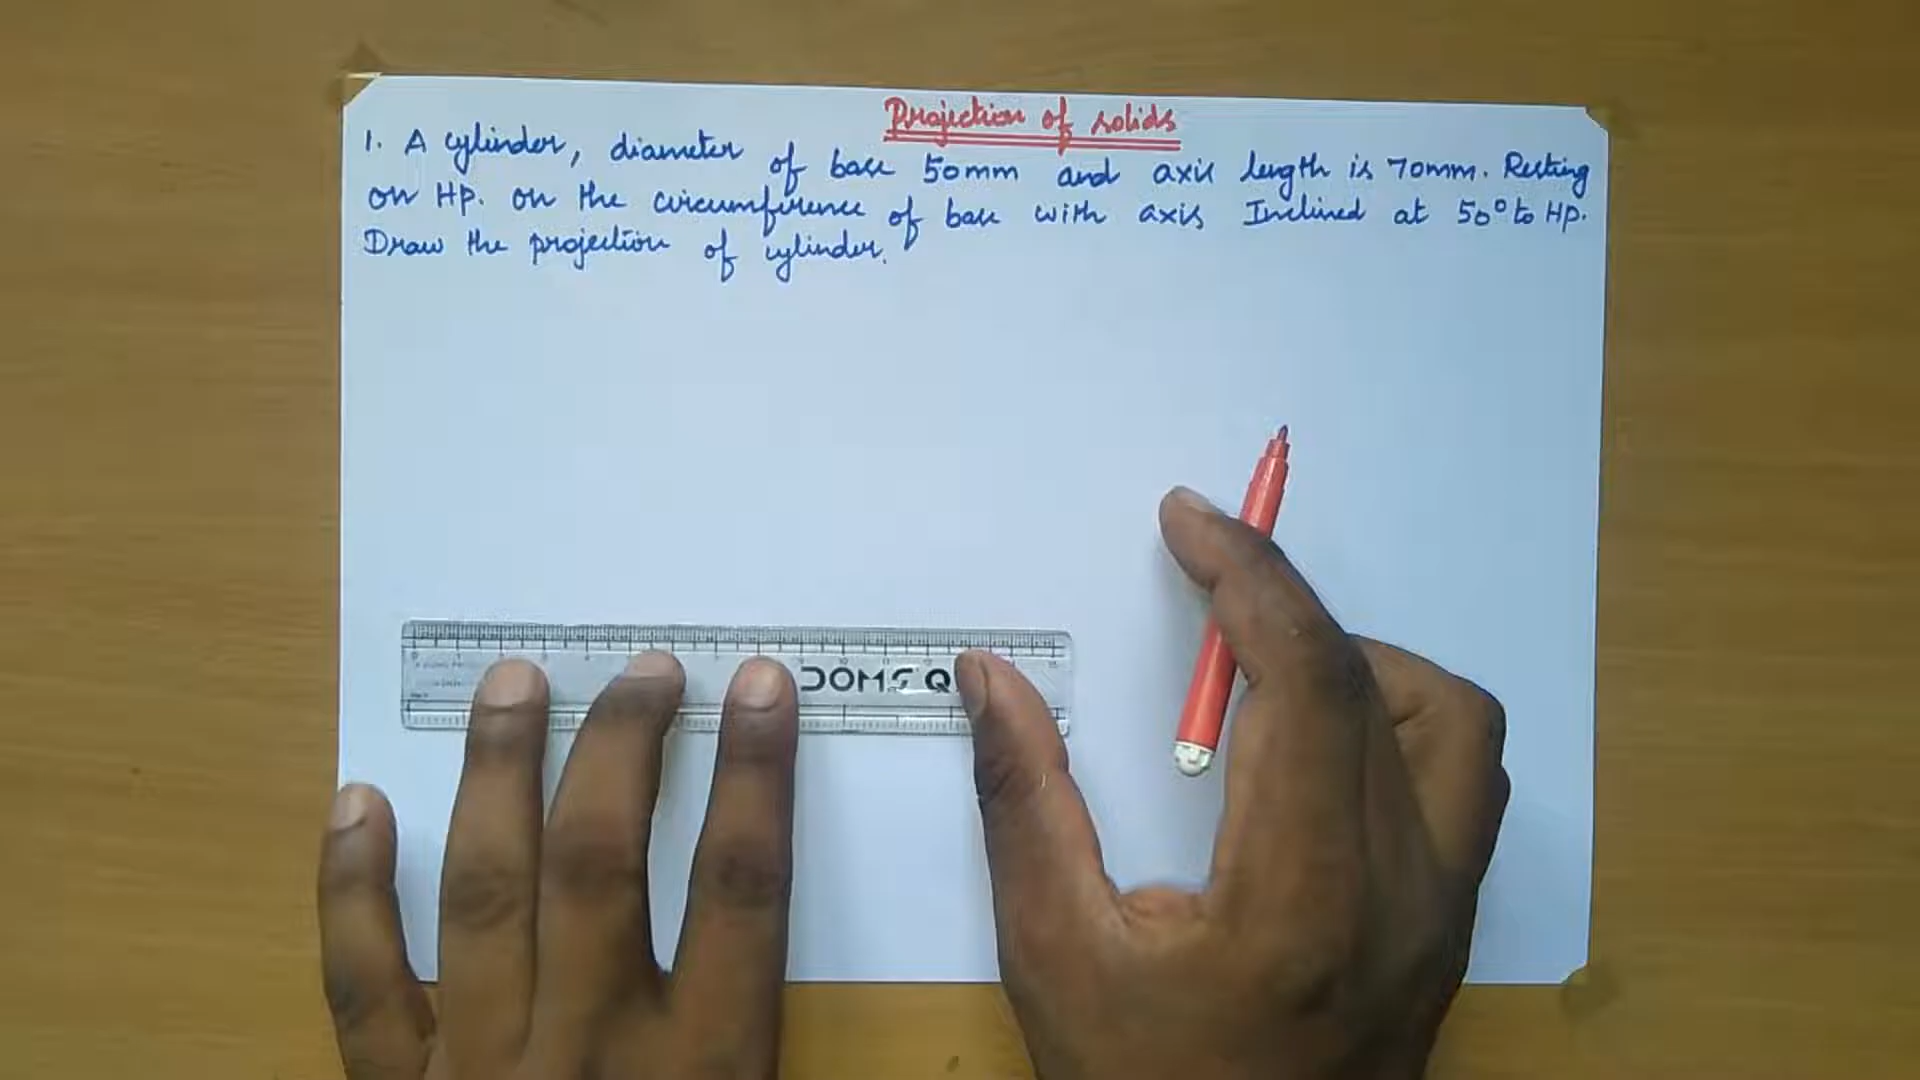 Projection of solids
1. A cylinder, diameter of base 50mm and axis length is 70mm. Resting
on HP. on the circumference of base with axis Inclined at 50° to HP.
Draw the projection of cylinder.
DOMS Q